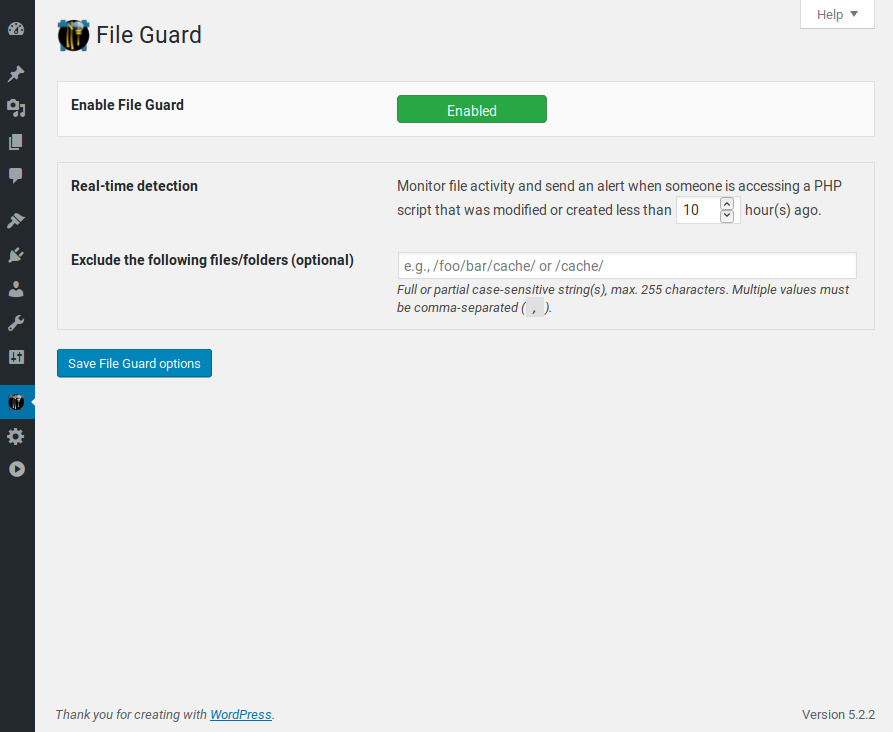 Help
File Guard
Enable File Guard
Enabled
Real-time detection
Monitor file activity and send an alert when someone is accessing a PHP
script that was modified or created less than 10 hour(s) ago.
Exclude the following files/folders (optional)
e.g., /foo/bar/cache/ or /cache/
Full or partial case-sensitive string(s), max. 255 characters. Multiple values must
be comma-separated ( , ).
Save File Guard options
Thank you for creating with WordPress.
Version 5.2.2